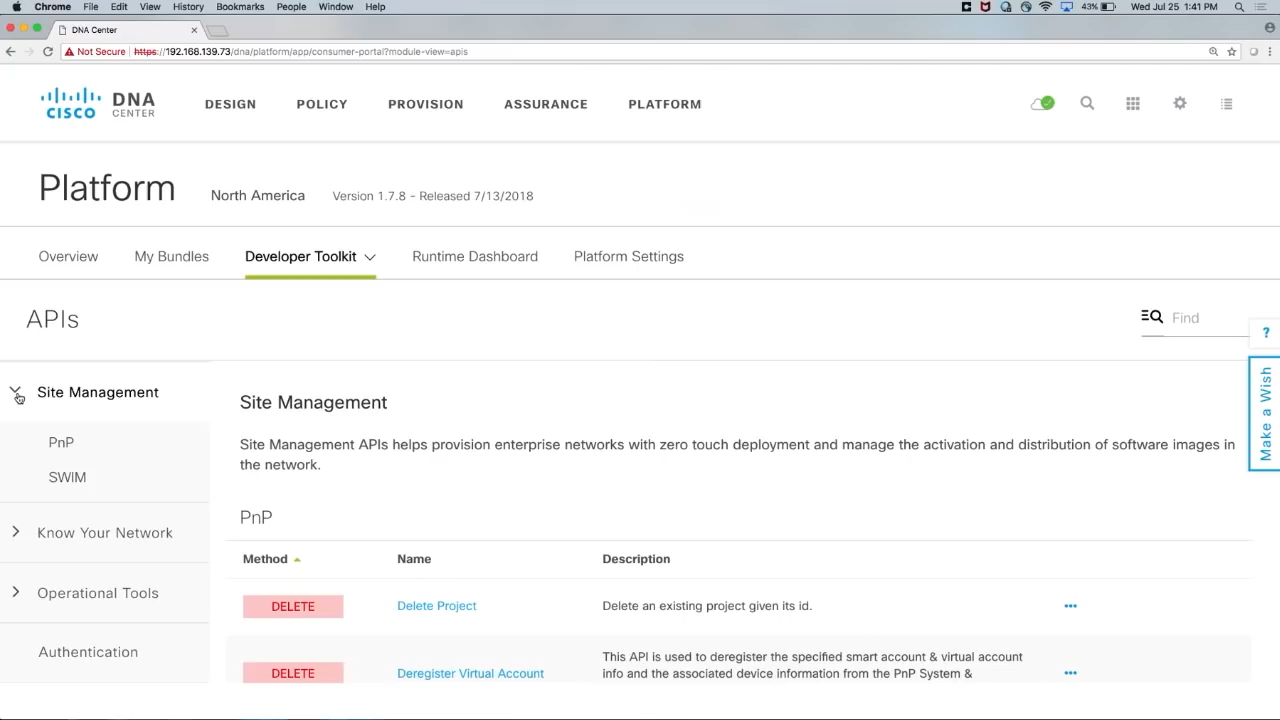 Chrome File Edit View History Bookmarks People Window Help 43% Wed Jul 25 1:41 PM
DNA Center
Not Secure https://192.168.139.73/dna/platform/app/consumer-portal?module-view=apis
CISCO DNA CENTER DESIGN POLICY PROVISION ASSURANCE PLATFORM
Platform North America Version 1.7.8 - Released 7/13/2018
Overview My Bundles Developer Toolkit Runtime Dashboard Platform Settings
APIs
Find
?
Make a Wish
Site Management
PnP
SWIM
Know Your Network
Operational Tools
Authentication
Site Management
Site Management APIs helps provision enterprise networks with zero touch deployment and manage the activation and distribution of software images in
the network.
PnP
Method Name Description
DELETE Delete Project Delete an existing project given its id.
DELETE Deregister Virtual Account This API is used to deregister the specified smart account & virtual account
info and the associated device information from the PnP System &